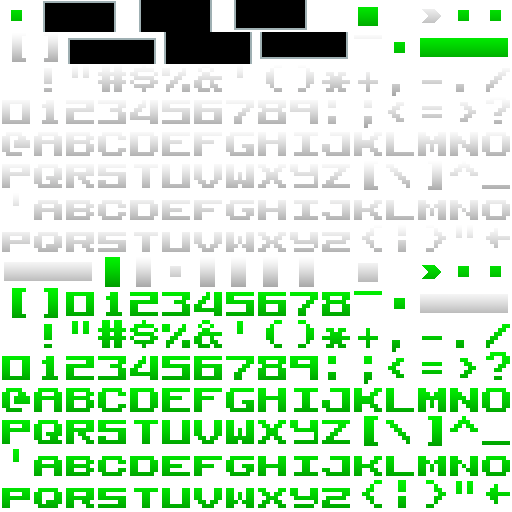 [ ]
! " # $ % & ' ( ) * + , - . /
0 1 2 3 4 5 6 7 8 9 : ; < = > ?
@ A B C D E F G H I J K L M N O
P Q R S T U V W X Y Z [ \ ] ^ _
' A B C D E F G H I J K L M N O
P Q R S T U V W X Y Z { ¦ } " ←
[ ] 0 1 2 3 4 5 6 7 8
! " # $ % & ' ( ) * + , - . /
0 1 2 3 4 5 6 7 8 9 : ; < = > ?
@ A B C D E F G H I J K L M N O
P Q R S T U V W X Y Z [ \ ] ^ _
' A B C D E F G H I J K L M N O
P Q R S T U V W X Y Z { ¦ } " ←